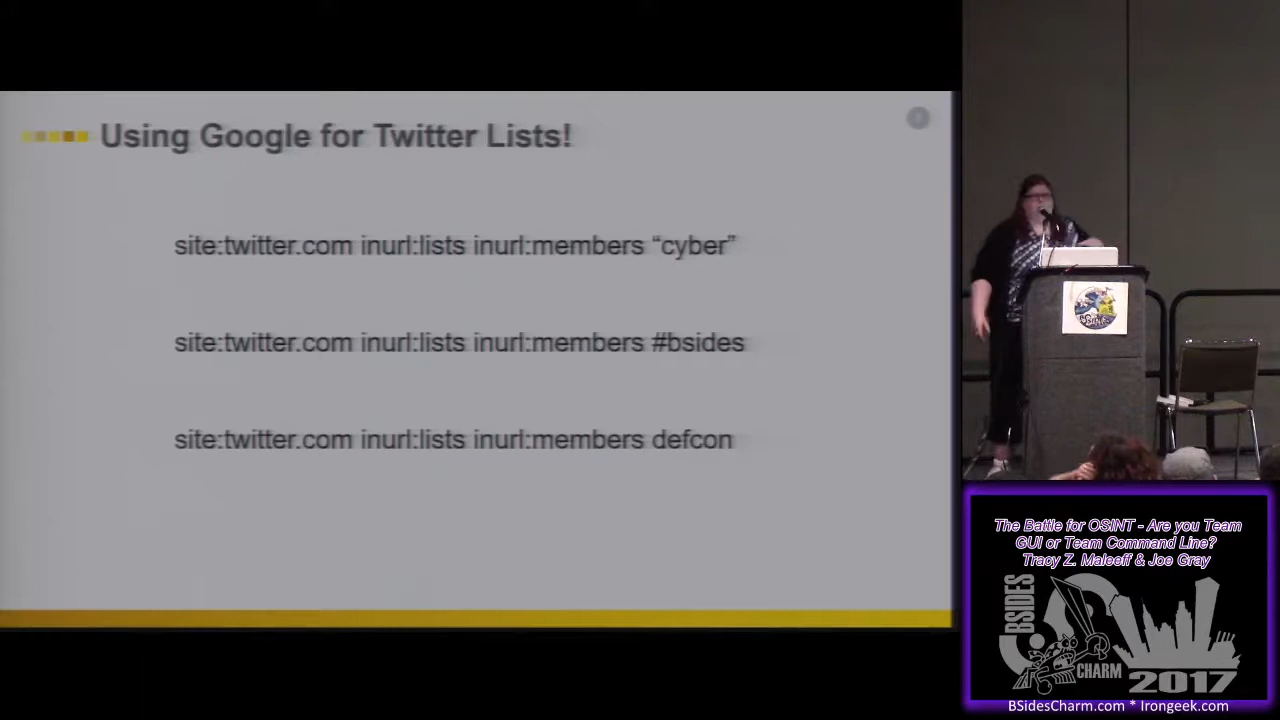 Using Google for Twitter Lists!
site:twitter.com inurl:lists inurl:members “cyber”
site:twitter.com inurl:lists inurl:members #bsides
site:twitter.com inurl:lists inurl:members defcon
The Battle for OSINT - Are you Team
GUI or Team Command Line?
Tracy Z. Maleeff & Joe Gray
BSIDES
CHARM
2017
BSidesCharm.com * Irongeek.com